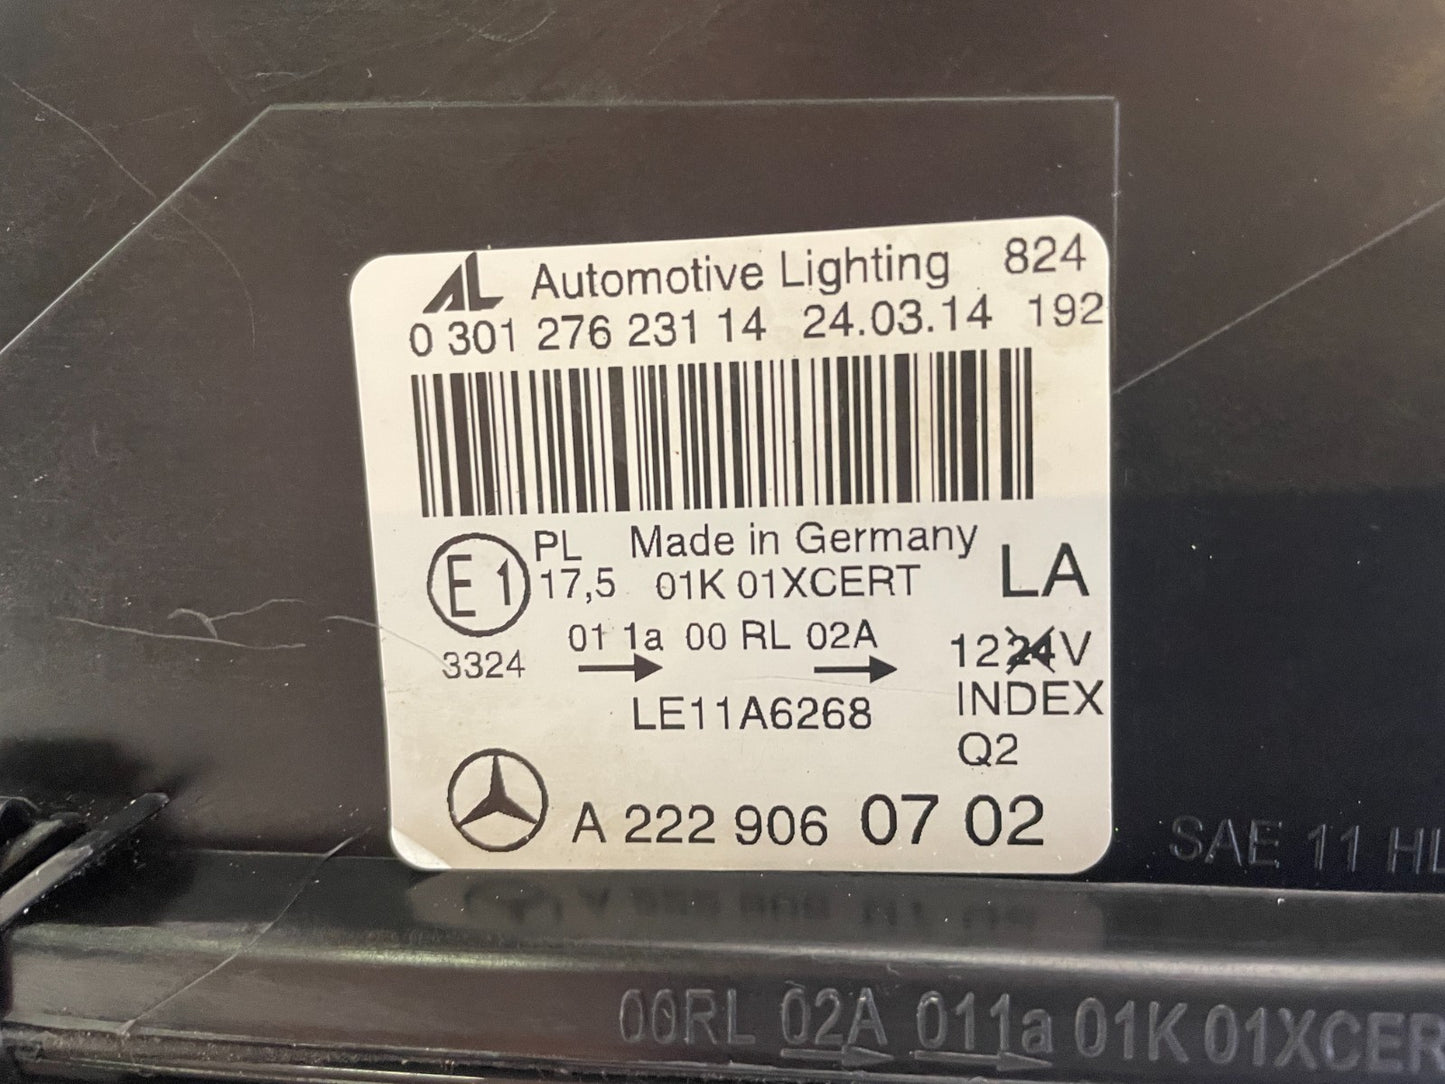 AL Automotive Lighting 824
0 301 276 231 14 24.03.14 192
E1 PL Made in Germany LA
17,5 01K 01XCERT
3324 01 1a 00 RL 02A 1224V
→ → INDEX
LE11A6268 Q2
A 222 906 07 02
SAE 11 HL
00RL 02A 011a 01K 01XCER